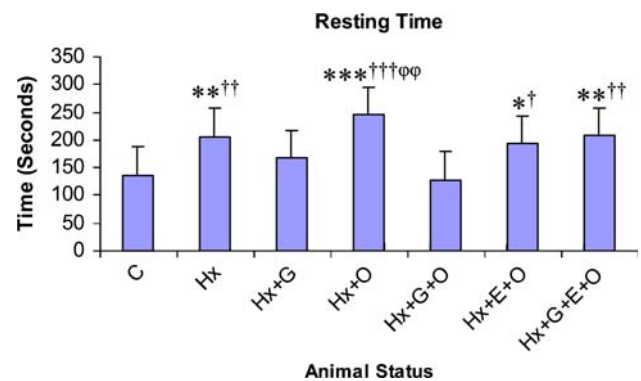 Resting Time
Time (Seconds)
350
300
250
200
150
100
50
0
**††
***†††φφ
*†
**††
C
Hx
Hx+G
Hx+O
Hx+G+O
Hx+E+O
Hx+G+E+O
Animal Status